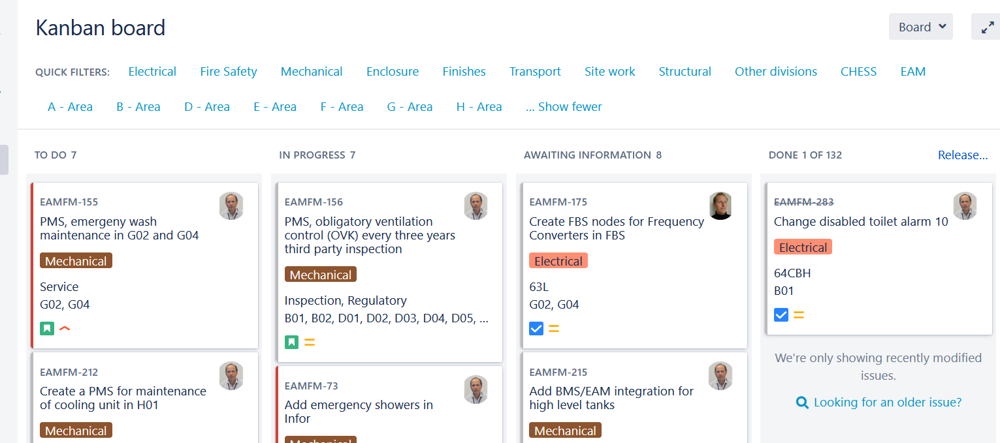 Kanban board
Board
QUICK FILTERS: Electrical Fire Safety Mechanical Enclosure Finishes Transport Site work Structural Other divisions CHESS EAM
A - Area B - Area D - Area E - Area F - Area G - Area H - Area ... Show fewer
TO DO 7
EAMFM-155
PMS, emergeny wash
maintenance in G02 and G04
Mechanical
Service
G02, G04
EAMFM-212
Create a PMS for maintenance
of cooling unit in H01
Mechanical
IN PROGRESS 7
EAMFM-156
PMS, obligatory ventilation
control (OVK) every three years
third party inspection
Mechanical
Inspection, Regulatory
B01, B02, D01, D02, D03, D04, D05, ...
EAMFM-73
Add emergency showers in
Infor
Mechanical
AWAITING INFORMATION 8
EAMFM-175
Create FBS nodes for Frequency
Converters in FBS
Electrical
63L
G02, G04
EAMFM-215
Add BMS/EAM integration for
high level tanks
Mechanical
DONE 1 OF 132
Release...
EAMFM-283
Change disabled toilet alarm 10
Electrical
64CBH
B01
We're only showing recently modified
issues.
Looking for an older issue?